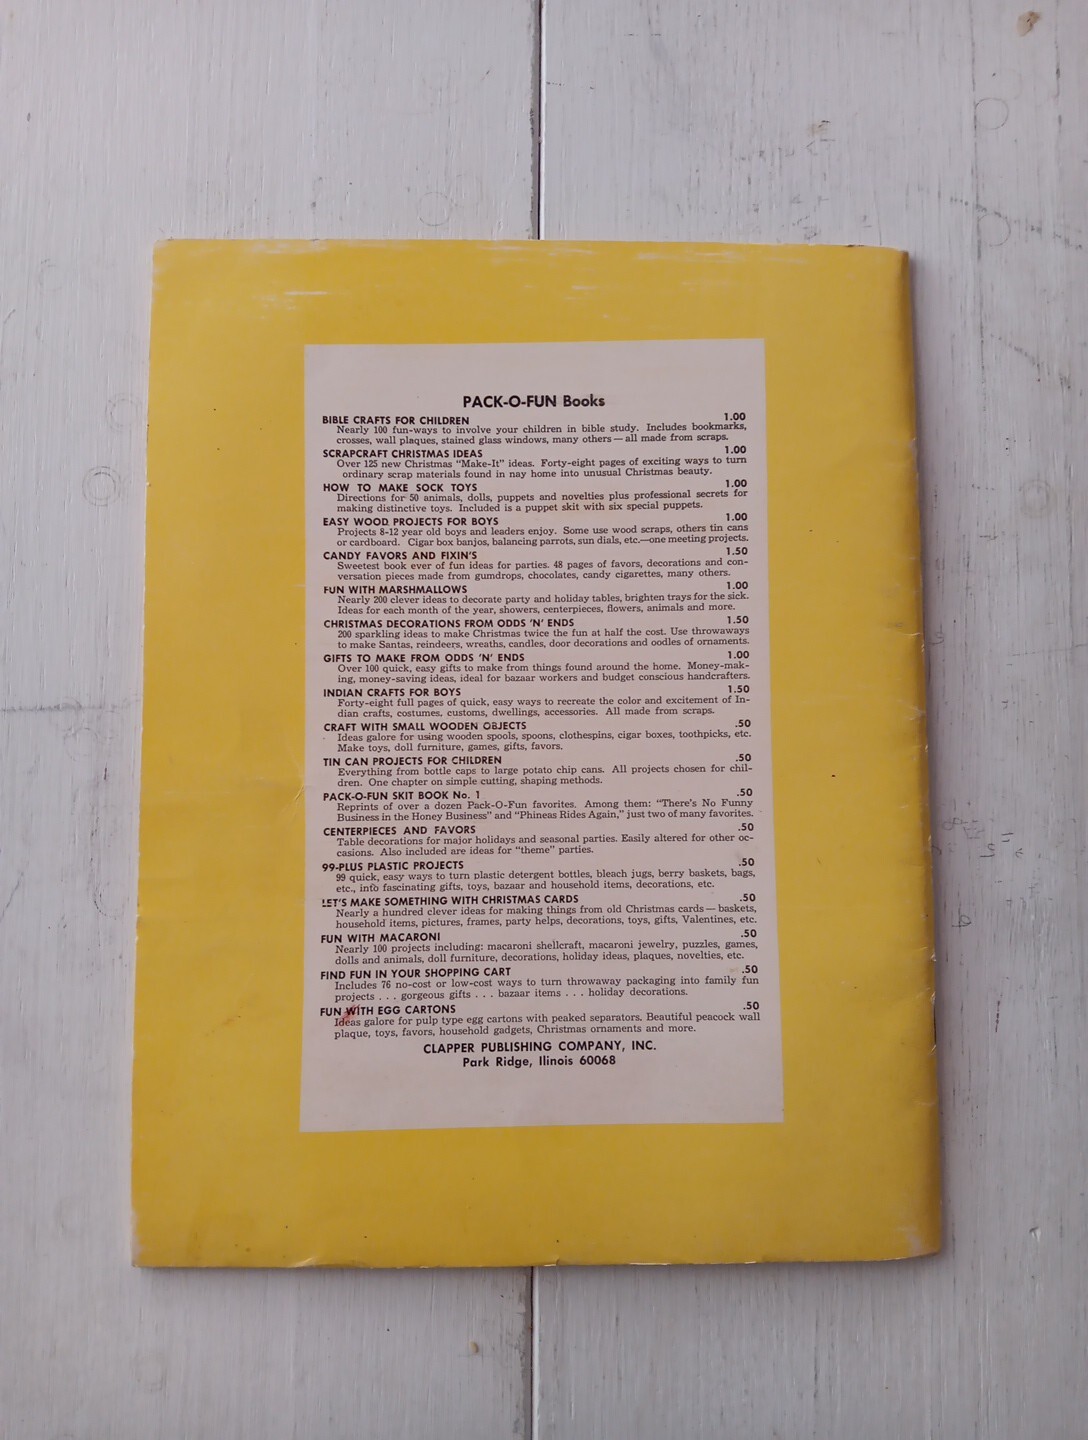 PACK-O-FUN Books
BIBLE CRAFTS FOR CHILDREN 1.00
Nearly 100 fun-ways to involve your children in bible study. Includes bookmarks,
crosses, wall plaques, stained glass windows, many others — all made from scraps.
SCRAPCRAFT CHRISTMAS IDEAS 1.00
Over 125 new Christmas "Make-It" ideas. Forty-eight pages of exciting ways to turn
ordinary scrap materials found in nay home into unusual Christmas beauty.
HOW TO MAKE SOCK TOYS 1.00
Directions for 50 animals, dolls, puppets and novelties plus professional secrets for
making distinctive toys. Included is a puppet skit with six special puppets.
EASY WOOD PROJECTS FOR BOYS 1.00
Projects 8-12 year old boys and leaders enjoy. Some use wood scraps, others tin cans
or cardboard. Cigar box banjos, balancing parrots, sun dials, etc.—one meeting projects.
CANDY FAVORS AND FIXIN'S 1.50
Sweetest book ever of fun ideas for parties. 48 pages of favors, decorations and con-
versation pieces made from gumdrops, chocolates, candy cigarettes, many others.
FUN WITH MARSHMALLOWS 1.00
Nearly 200 clever ideas to decorate party and holiday tables, brighten trays for the sick.
Ideas for each month of the year, showers, centerpieces, flowers, animals and more.
CHRISTMAS DECORATIONS FROM ODDS 'N' ENDS 1.50
200 sparkling ideas to make Christmas twice the fun at half the cost. Use throwaways
to make Santas, reindeers, wreaths, candles, door decorations and oodles of ornaments.
GIFTS TO MAKE FROM ODDS 'N' ENDS 1.00
Over 100 quick, easy gifts to make from things found around the home. Money-mak-
ing, money-saving ideas, ideal for bazaar workers and budget conscious handcrafters.
INDIAN CRAFTS FOR BOYS 1.50
Forty-eight full pages of quick, easy ways to recreate the color and excitement of In-
dian crafts, costumes, customs, dwellings, accessories. All made from scraps.
CRAFT WITH SMALL WOODEN OBJECTS .50
Ideas galore for using wooden spools, spoons, clothespins, cigar boxes, toothpicks, etc.
Make toys, doll furniture, games, gifts, favors.
TIN CAN PROJECTS FOR CHILDREN .50
Everything from bottle caps to large potato chip cans. All projects chosen for chil-
dren. One chapter on simple cutting, shaping methods.
PACK-O-FUN SKIT BOOK No. 1 .50
Reprints of over a dozen Pack-O-Fun favorites. Among them: "There's No Funny
Business in the Honey Business" and "Phineas Rides Again," just two of many favorites.
CENTERPIECES AND FAVORS .50
Table decorations for major holidays and seasonal parties. Easily altered for other oc-
casions. Also included are ideas for "theme" parties.
99-PLUS PLASTIC PROJECTS .50
99 quick, easy ways to turn plastic detergent bottles, bleach jugs, berry baskets, bags,
etc., into fascinating gifts, toys, bazaar and household items, decorations, etc.
LET'S MAKE SOMETHING WITH CHRISTMAS CARDS .50
Nearly a hundred clever ideas for making things from old Christmas cards — baskets,
household items, pictures, frames, party helps, decorations, toys, gifts, Valentines, etc.
FUN WITH MACARONI .50
Nearly 100 projects including: macaroni shellcraft, macaroni jewelry, puzzles, games,
dolls and animals, doll furniture, decorations, holiday ideas, plaques, novelties, etc.
FIND FUN IN YOUR SHOPPING CART .50
Includes 76 no-cost or low-cost ways to turn throwaway packaging into family fun
projects . . . gorgeous gifts . . . bazaar items . . . holiday decorations.
FUN WITH EGG CARTONS .50
Ideas galore for pulp type egg cartons with peaked separators. Beautiful peacock wall
plaque, toys, favors, household gadgets, Christmas ornaments and more.
CLAPPER PUBLISHING COMPANY, INC.
Park Ridge, Ilinois 60068